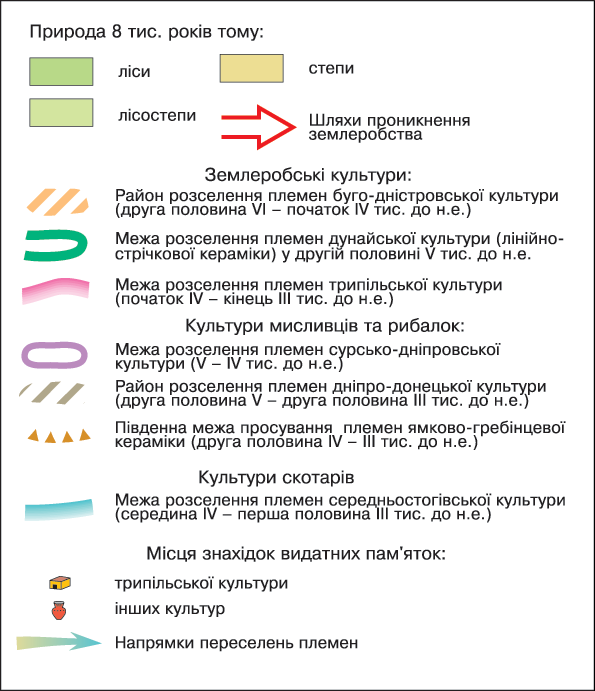 Природа 8 тис. років тому:
ліси
степи
лісостепи
Шляхи проникнення
землеробства
Землеробські культури:
Район розселення племен буго-дністровської культури
(друга половина VI – початок IV тис. до н.е.)
Межа розселення племен дунайської культури (лінійно-
стрічкової кераміки) у другій половині V тис. до н.е.
Межа розселення племен трипільської культури
(початок IV – кінець III тис. до н.е.)
Культури мисливців та рибалок:
Межа розселення племен сурсько-дніпровської
культури (V – IV тис. до н.е.)
Район розселення племен дніпро-донецької культури
(друга половина V – друга половина III тис. до н.е.)
Південна межа просування племен ямково-гребінцевої
кераміки (друга половина IV – III тис. до н.е.)
Культури скотарів
Межа розселення племен середньостогівської культури
(середина IV – перша половина III тис. до н.е.)
Місця знахідок видатних пам'яток:
трипільської культури
інших культур
Напрямки переселень племен